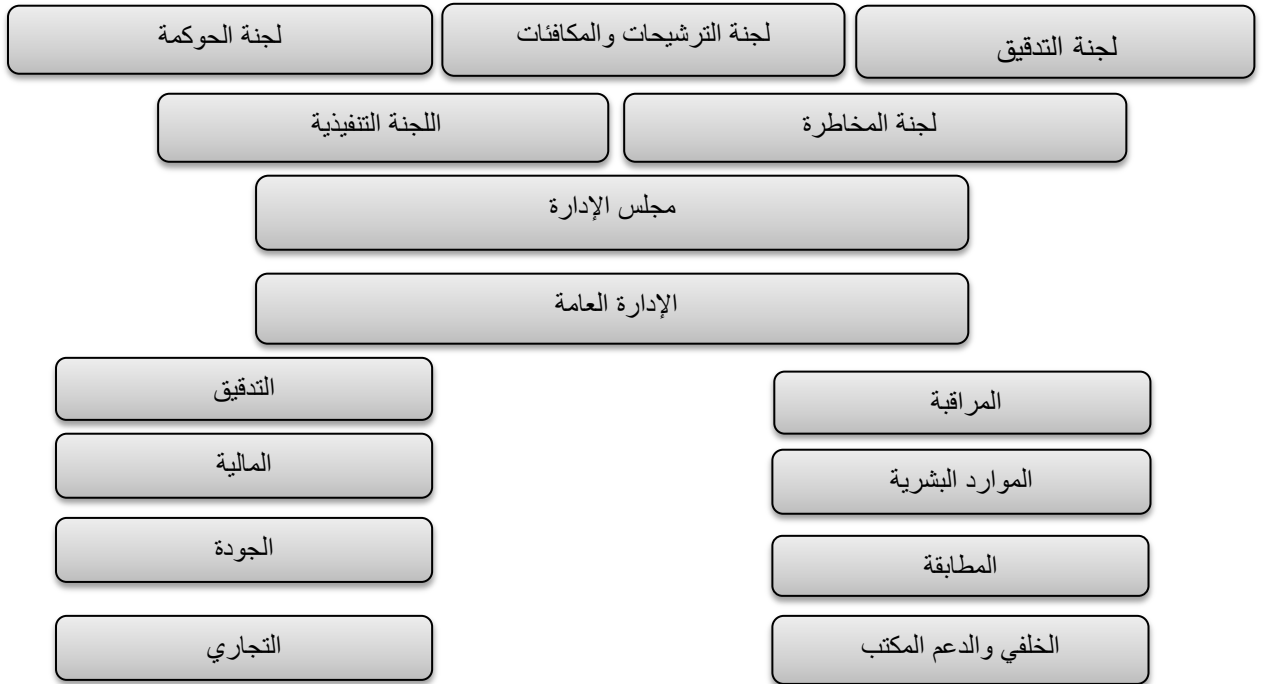 لجنة التدقيق
لجنة الترشيحات والمكافئات
لجنة الحوكمة
لجنة المخاطرة
اللجنة التنفيذية
مجلس الإدارة
الإدارة العامة
المراقبة
التدقيق
الموارد البشرية
المالية
المطابقة
الجودة
الخلفي والدعم المكتب
التجاري